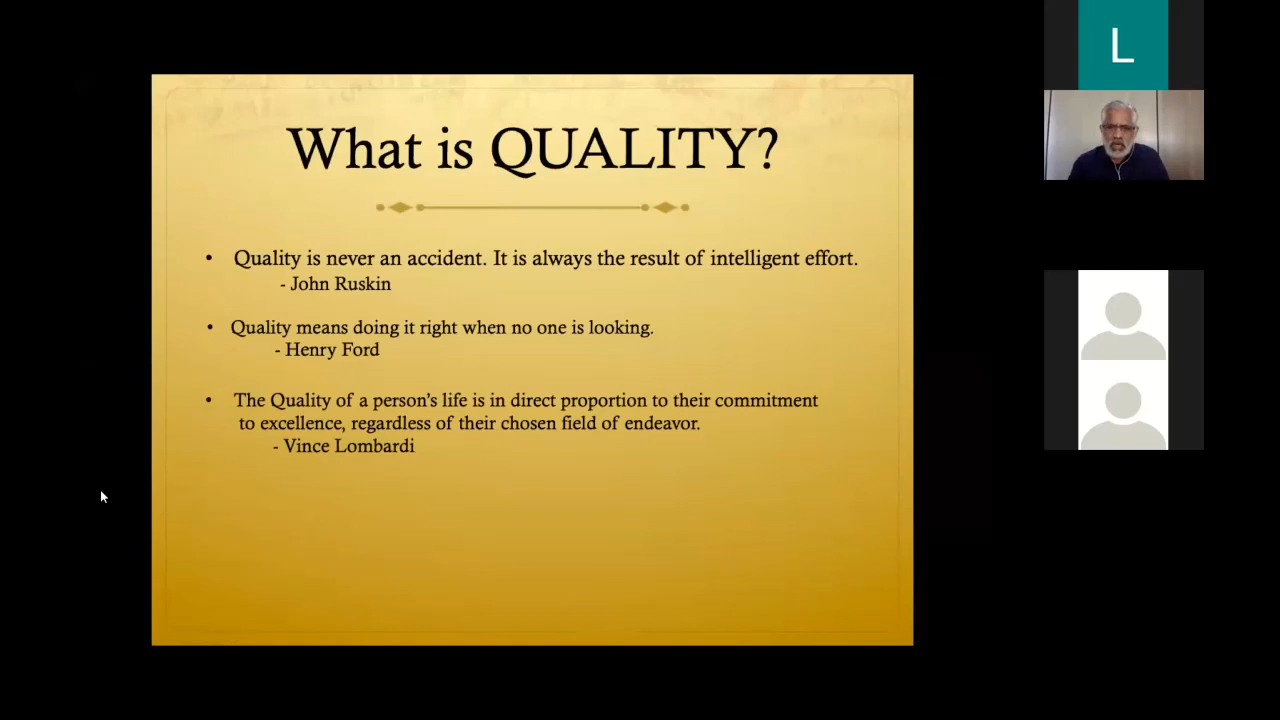 What is QUALITY?
• Quality is never an accident. It is always the result of intelligent effort.
- John Ruskin
• Quality means doing it right when no one is looking.
- Henry Ford
• The Quality of a person's life is in direct proportion to their commitment
to excellence, regardless of their chosen field of endeavor.
- Vince Lombardi
L